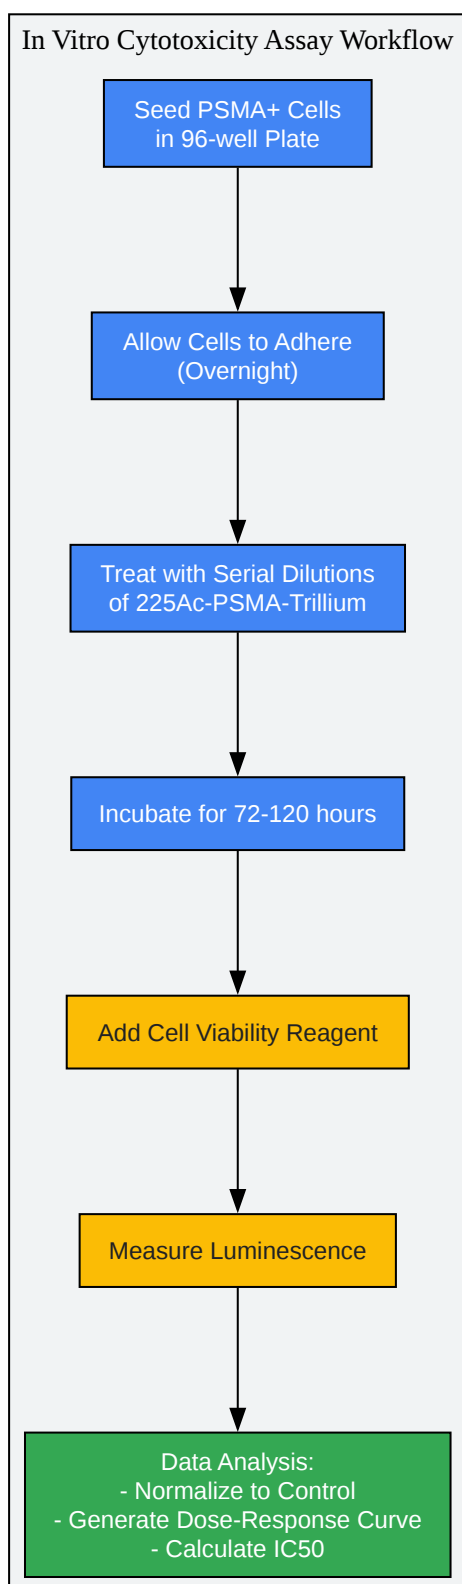 In Vitro Cytotoxicity Assay Workflow
Seed PSMA+ Cells
in 96-well Plate
Allow Cells to Adhere
(Overnight)
Treat with Serial Dilutions
of 225Ac-PSMA-Trillium
Incubate for 72-120 hours
Add Cell Viability Reagent
Measure Luminescence
Data Analysis:
- Normalize to Control
- Generate Dose-Response Curve
- Calculate IC50